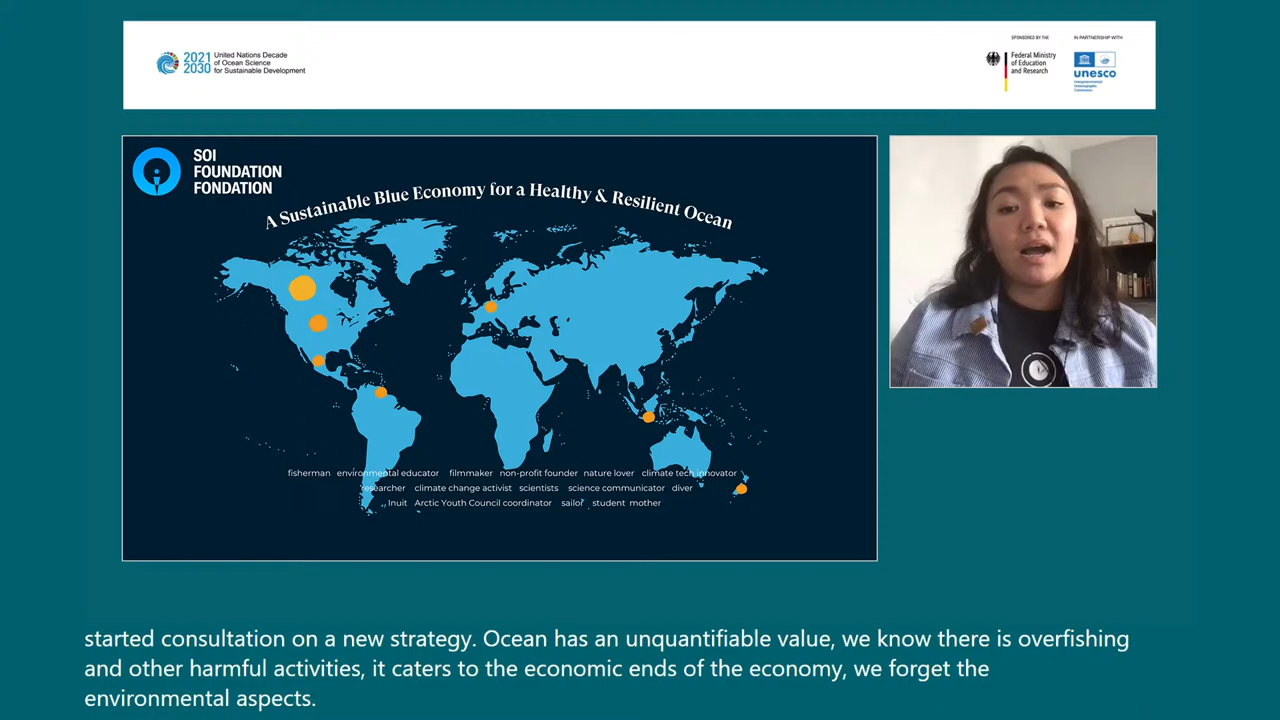 2021
2030
United Nations Decade
of Ocean Science
for Sustainable Development
SPONSORED BY THE
Federal Ministry
of Education
and Research
IN PARTNERSHIP WITH
unesco
Intergovernmental
Oceanographic
Commission
SOI
FOUNDATION
FONDATION
A Sustainable Blue Economy for a Healthy & Resilient Ocean
fisherman environmental educator filmmaker non-profit founder nature lover climate tech innovator
researcher climate change activist scientists science communicator diver
Inuit Arctic Youth Council coordinator sailor student mother
started consultation on a new strategy. Ocean has an unquantifiable value, we know there is overfishing
and other harmful activities, it caters to the economic ends of the economy, we forget the
environmental aspects.